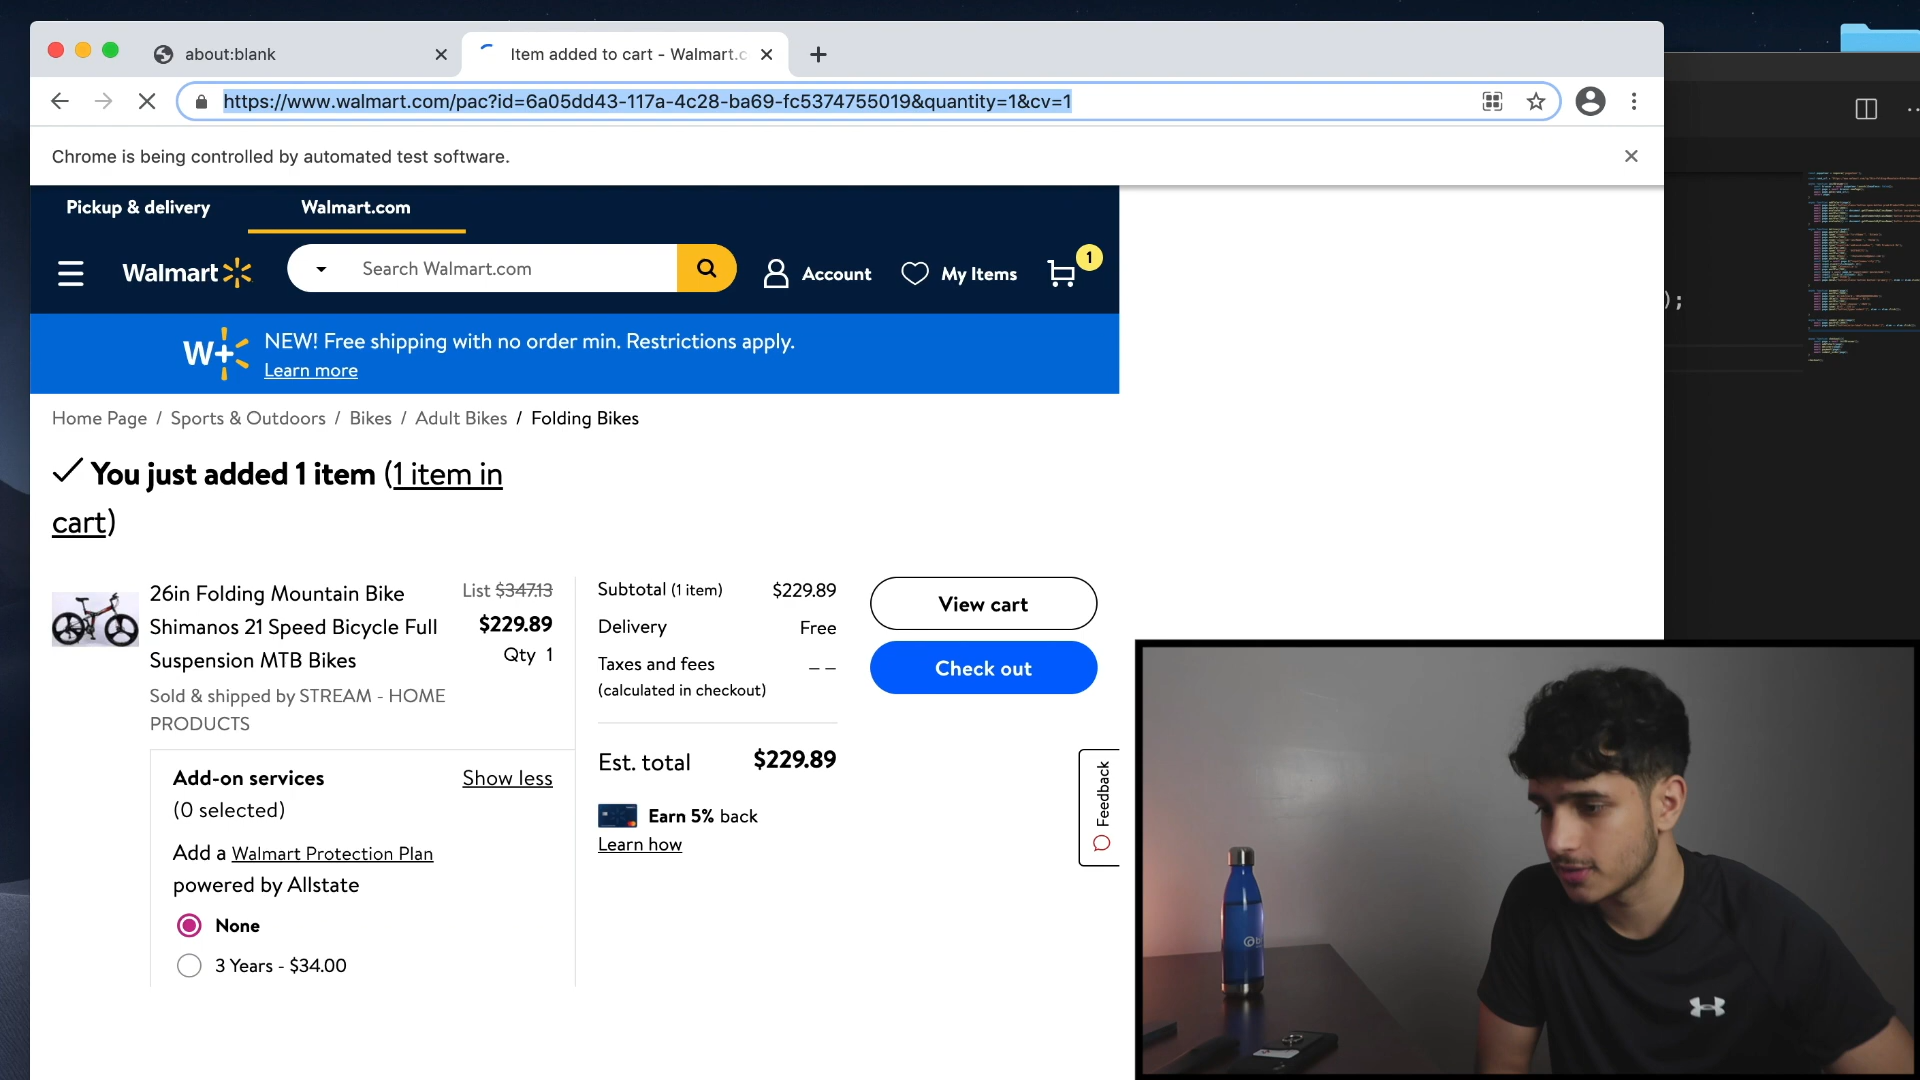 about:blank
Item added to cart - Walmart.c
https://www.walmart.com/pac?id=6a05dd43-117a-4c28-ba69-fc5374755019&quantity=1&cv=1
Chrome is being controlled by automated test software.
Pickup & delivery
Walmart.com
Walmart
Search Walmart.com
Account
My Items
1
W+
NEW! Free shipping with no order min. Restrictions apply.
Learn more
Home Page / Sports & Outdoors / Bikes / Adult Bikes / Folding Bikes
You just added 1 item (1 item in
cart)
26in Folding Mountain Bike
Shimanos 21 Speed Bicycle Full
Suspension MTB Bikes
List $347.13
$229.89
Qty 1
Sold & shipped by STREAM - HOME
PRODUCTS
Add-on services
(0 selected)
Show less
Add a Walmart Protection Plan
powered by Allstate
None
3 Years - $34.00
Subtotal (1 item) $229.89
Delivery Free
Taxes and fees – –
(calculated in checkout)
Est. total $229.89
Earn 5% back
Learn how
View cart
Check out
Feedback
);